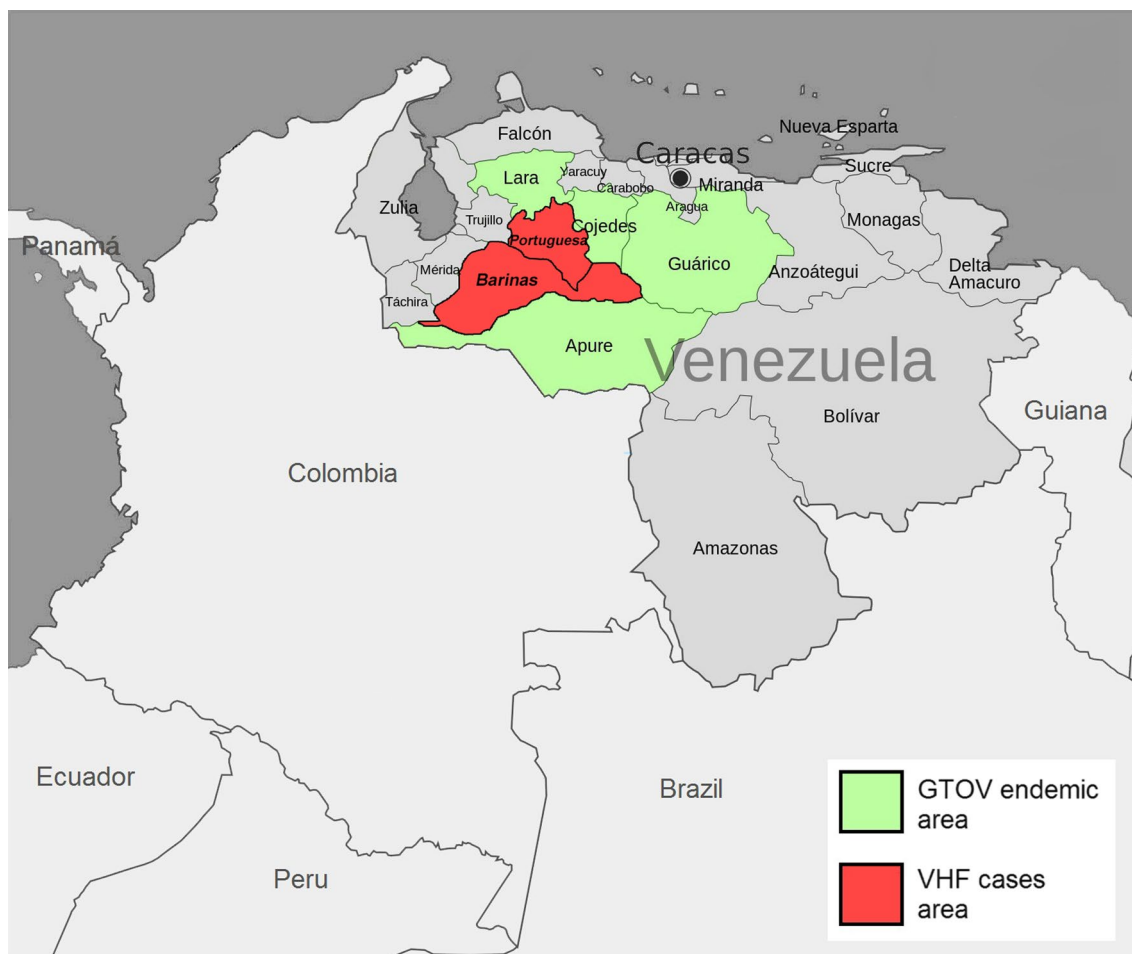 Nueva Esparta
Falcón
Caracas
Sucre
Lara
Yaracuy
Carabobo
Miranda
Zulia
Trujillo
Aragua
Monagas
Cojedes
Portuguesa
Panamá
Guárico
Anzoátegui
Delta
Amacuro
Mérida
Barinas
Táchira
Apure
Venezuela
Bolívar
Guiana
Colombia
Amazonas
Ecuador
Brazil
Peru
GTOV endemic
area
VHF cases
area